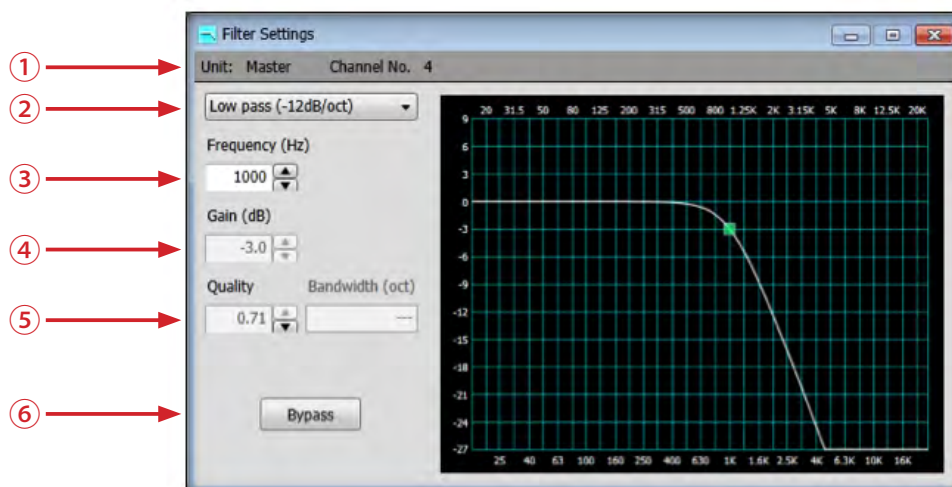 Filter Settings
① Unit: Master Channel No. 4
② Low pass (-12dB/oct)
Frequency (Hz)
③ 1000
Gain (dB)
④ -3.0
Quality Bandwidth (oct)
⑤ 0.71 ---
⑥ Bypass
20 31.5 50 80 125 200 315 500 800 1.25K 2K 3.15K 5K 8K 12.5K 20K
9
6
3
0
-3
-6
-9
-12
-15
-18
-21
-24
-27
25 40 63 100 160 250 400 630 1K 1.6K 2.5K 4K 6.3K 10K 16K